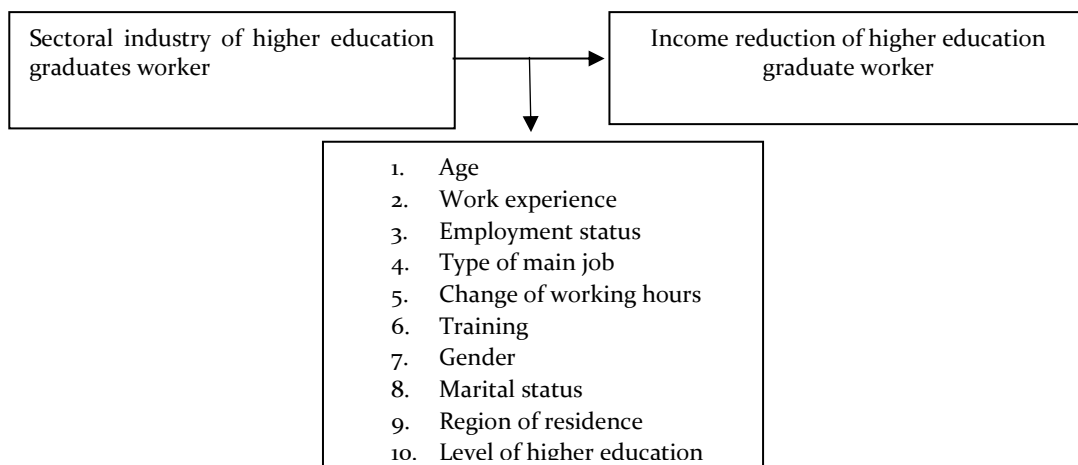 Sectoral industry of higher education
graduates worker
Income reduction of higher education
graduate worker
1. Age
2. Work experience
3. Employment status
4. Type of main job
5. Change of working hours
6. Training
7. Gender
8. Marital status
9. Region of residence
10. Level of higher education